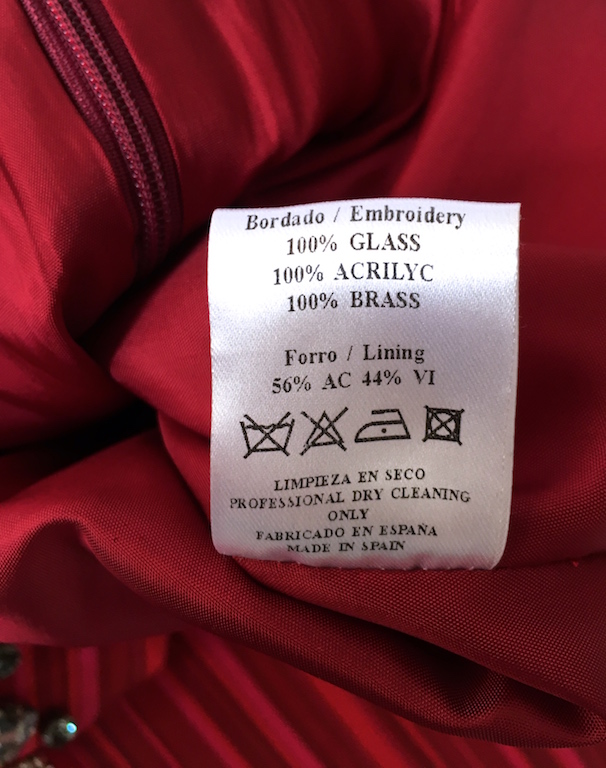 Bordado / Embroidery
100% GLASS
100% ACRILYC
100% BRASS
Forro / Lining
56% AC 44% VI
LIMPIEZA EN SECO
PROFESSIONAL DRY CLEANING
ONLY
FABRICADO EN ESPAÑA
MADE IN SPAIN